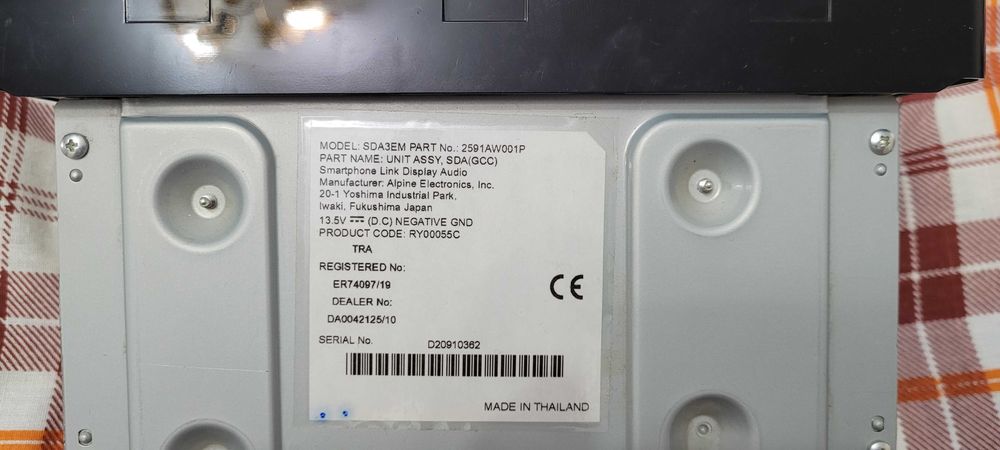 MODEL: SDA3EM PART No.: 2591AW001P
PART NAME: UNIT ASSY, SDA(GCC)
Smartphone Link Display Audio
Manufacturer: Alpine Electronics, Inc.
20-1 Yoshima Industrial Park,
Iwaki, Fukushima Japan
13.5V ⎓ (D.C) NEGATIVE GND
PRODUCT CODE: RY00055C
TRA
REGISTERED No:
ER74097/19
CE
DEALER No:
DA0042125/10
SERIAL No. D20910362
MADE IN THAILAND